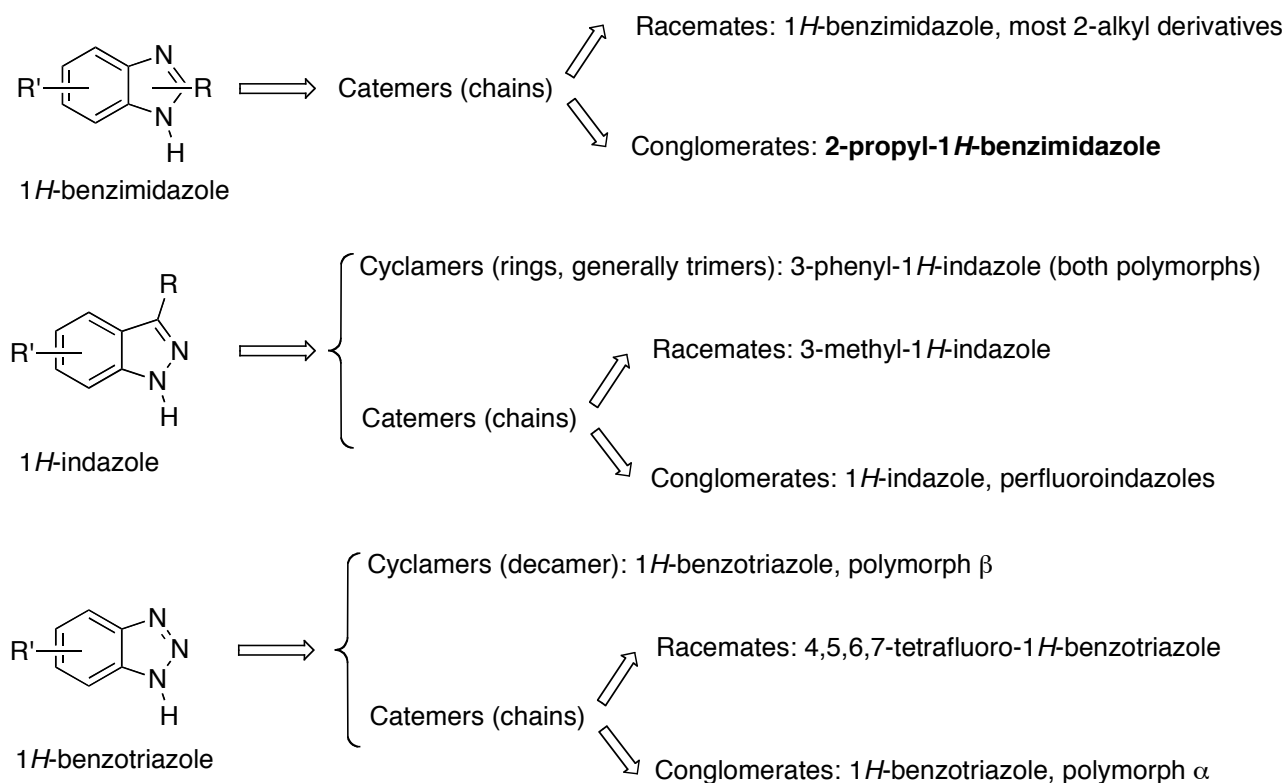 Racemates: 1H-benzimidazole, most 2-alkyl derivatives
N
R'
R
Catemers (chains)
N
H
Conglomerates: 2-propyl-1H-benzimidazole
1H-benzimidazole
Cyclamers (rings, generally trimers): 3-phenyl-1H-indazole (both polymorphs)
R
R'
N
Racemates: 3-methyl-1H-indazole
N
H
Catemers (chains)
1H-indazole
Conglomerates: 1H-indazole, perfluoroindazoles
Cyclamers (decamer): 1H-benzotriazole, polymorph β
N
R'
N
Racemates: 4,5,6,7-tetrafluoro-1H-benzotriazole
N
H
Catemers (chains)
1H-benzotriazole
Conglomerates: 1H-benzotriazole, polymorph α